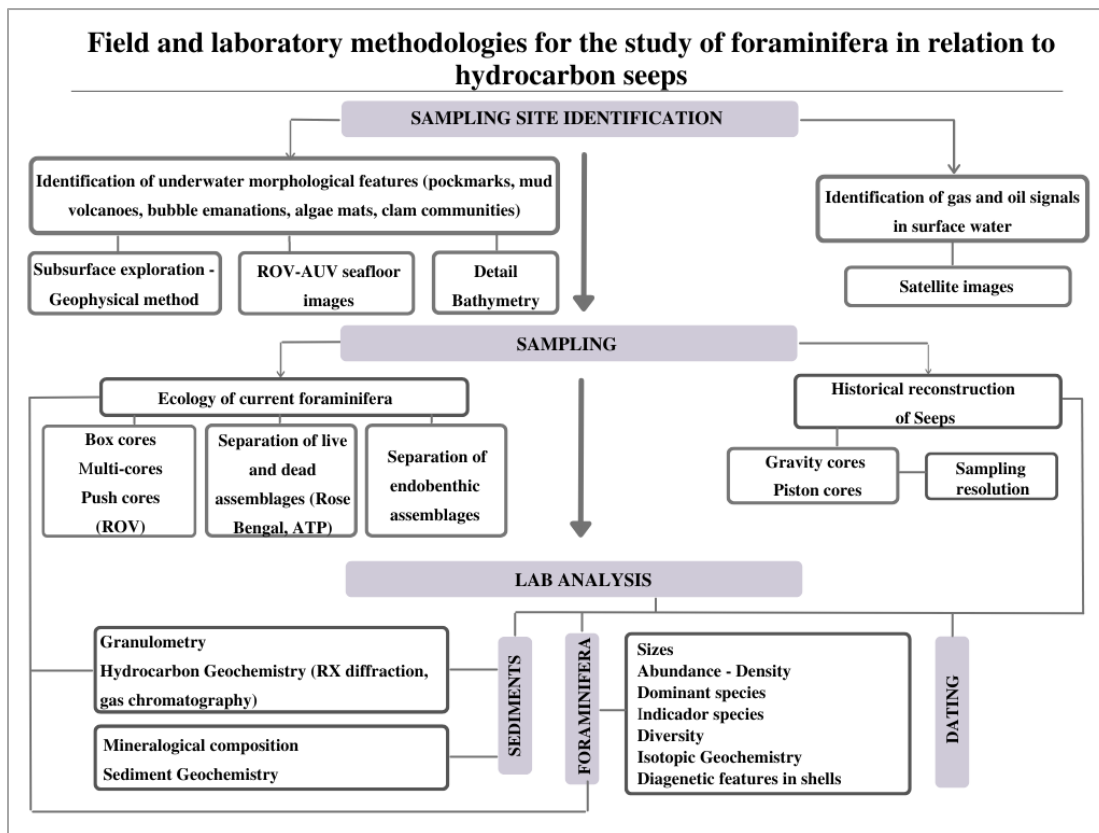 Field and laboratory methodologies for the study of foraminifera in relation to
hydrocarbon seeps
SAMPLING SITE IDENTIFICATION
Identification of underwater morphological features (pockmarks, mud
volcanoes, bubble emanations, algae mats, clam communities)
Identification of gas and oil signals
in surface water
Subsurface exploration -
Geophysical method
ROV-AUV seafloor
images
Detail
Bathymetry
Satellite images
SAMPLING
Ecology of current foraminifera
Historical reconstruction
of Seeps
Box cores
Multi-cores
Push cores
(ROV)
Separation of live
and dead
assemblages (Rose
Bengal, ATP)
Separation of
endobenthic
assemblages
Gravity cores
Piston cores
Sampling
resolution
LAB ANALYSIS
Granulometry
Hydrocarbon Geochemistry (RX diffraction,
gas chromatography)
Mineralogical composition
Sediment Geochemistry
SEDIMENTS
FORAMINIFERA
Sizes
Abundance - Density
Dominant species
Indicador species
Diversity
Isotopic Geochemistry
Diagenetic features in shells
DATING